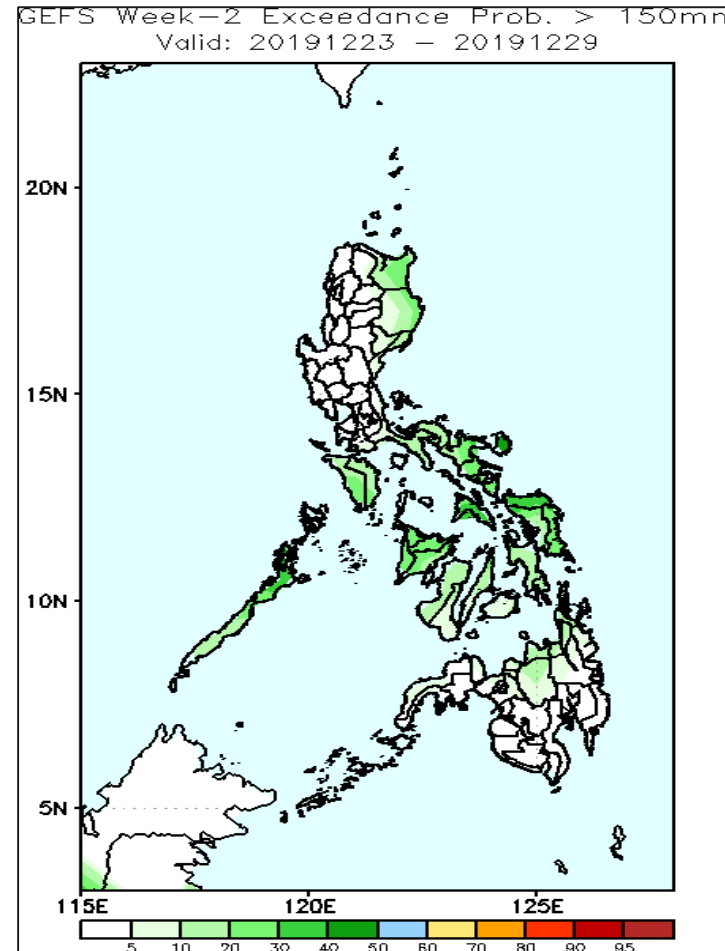 GEFS Week-2 Exceedance Prob. > 150mm
Valid: 20191223 - 20191229
20N
15N
10N
5N
115E 120E 125E
5 10 20 30 40 50 60 70 80 90 95